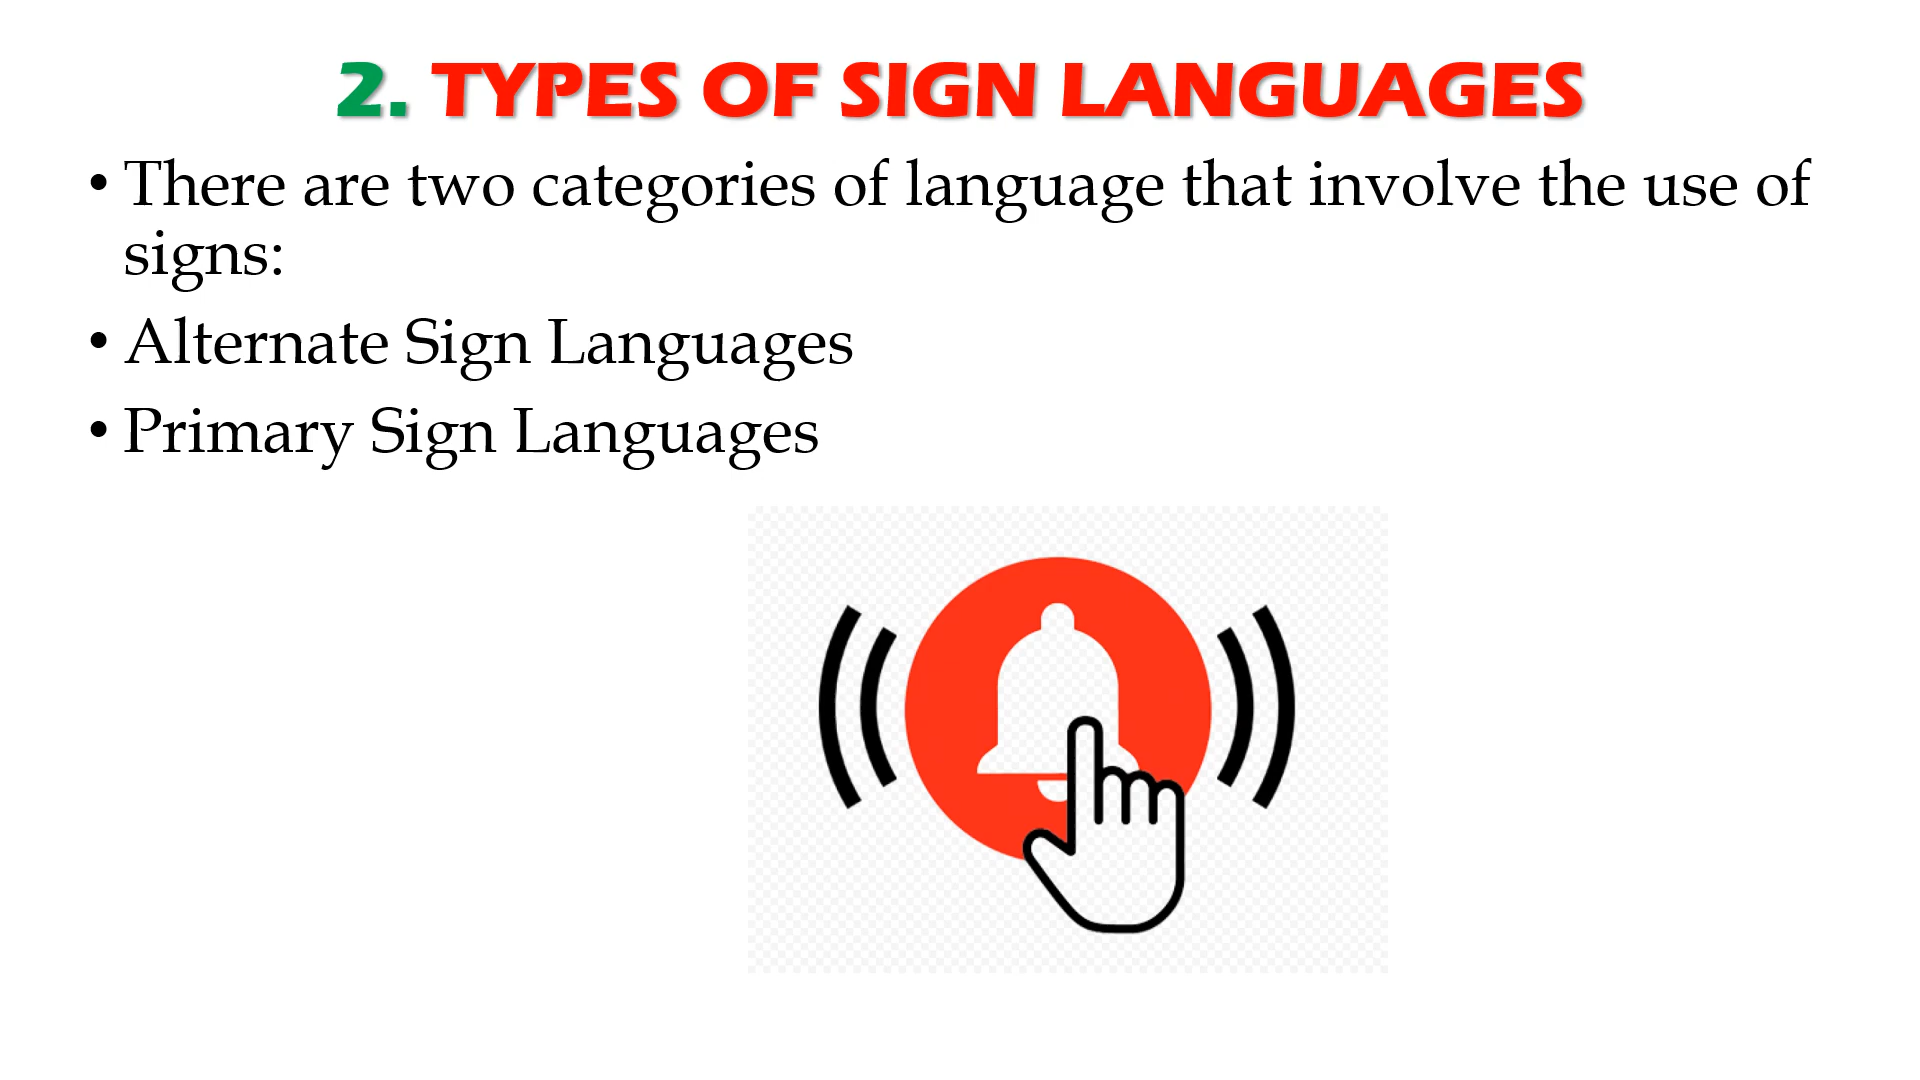 2. TYPES OF SIGN LANGUAGES
• There are two categories of language that involve the use of
signs:
• Alternate Sign Languages
• Primary Sign Languages